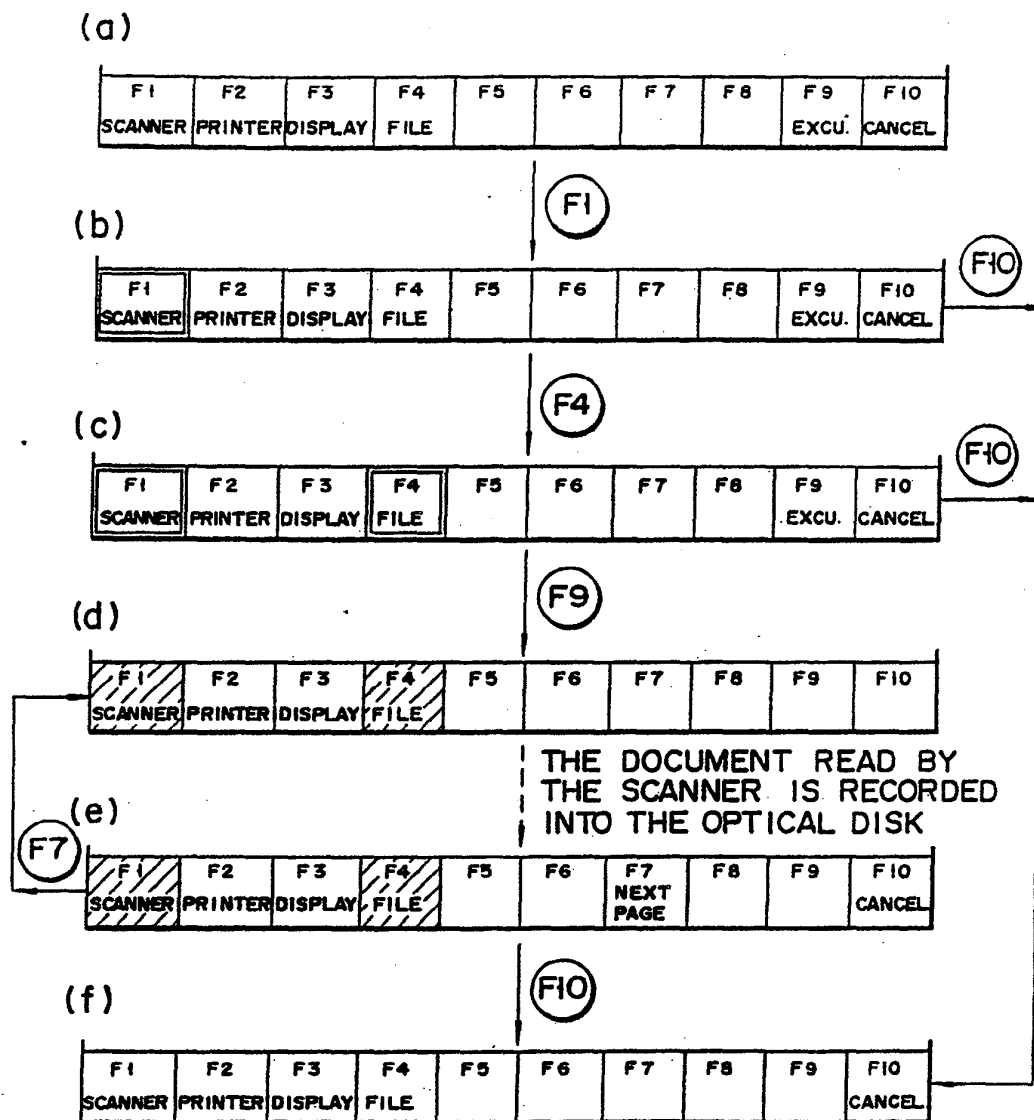 (a)
F1 F2 F3 F4 F5 F6 F7 F8 F9 F10
SCANNER PRINTER DISPLAY FILE EXCU. CANCEL
F1
(b)
F10
F1 F2 F3 F4 F5 F6 F7 F8 F9 F10
SCANNER PRINTER DISPLAY FILE EXCU. CANCEL
F4
(c)
F10
F1 F2 F3 F4 F5 F6 F7 F8 F9 F10
SCANNER PRINTER DISPLAY FILE EXCU. CANCEL
F9
(d)
F1 F2 F3 F4 F5 F6 F7 F8 F9 F10
SCANNER PRINTER DISPLAY FILE
THE DOCUMENT READ BY
THE SCANNER IS RECORDED
INTO THE OPTICAL DISK
(e)
F7
F1 F2 F3 F4 F5 F6 F7 F8 F9 F10
SCANNER PRINTER DISPLAY FILE NEXT PAGE CANCEL
F10
(f)
F1 F2 F3 F4 F5 F6 F7 F8 F9 F10
SCANNER PRINTER DISPLAY FILE CANCEL